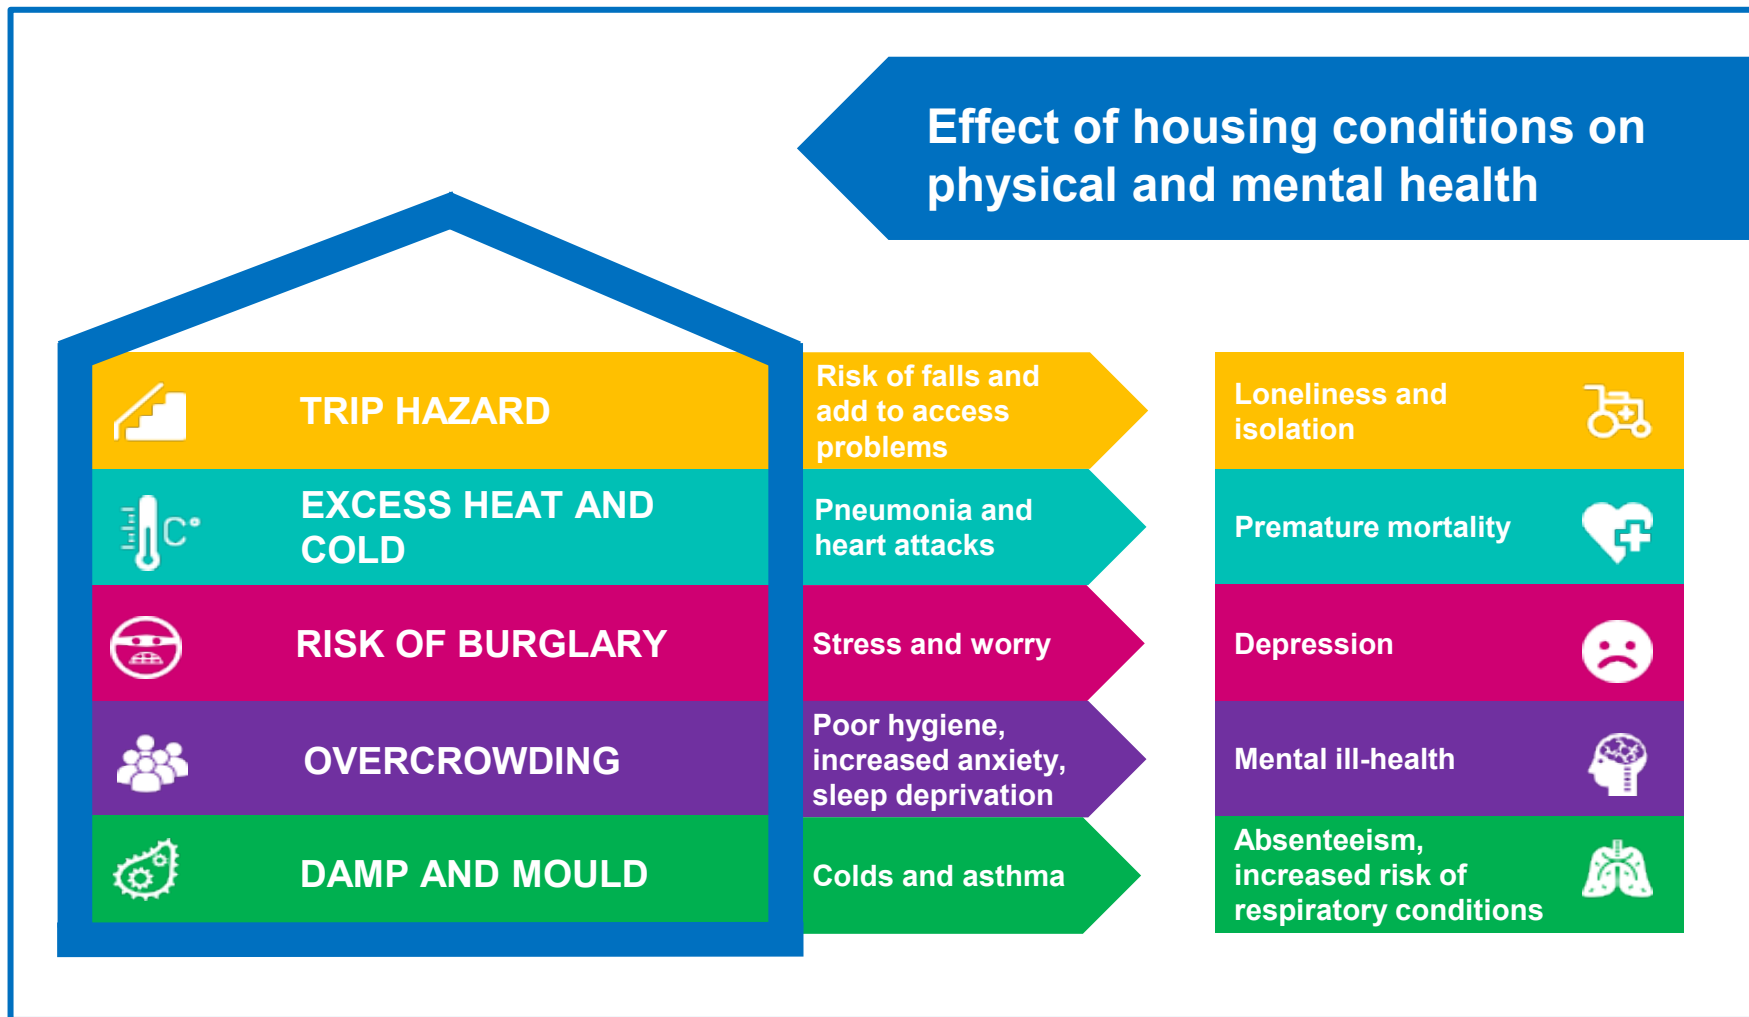 Effect of housing conditions on
physical and mental health
TRIP HAZARD
Risk of falls and
add to access
problems
Loneliness and
isolation
C°
EXCESS HEAT AND
COLD
Pneumonia and
heart attacks
Premature mortality
RISK OF BURGLARY
Stress and worry
Depression
OVERCROWDING
Poor hygiene,
increased anxiety,
sleep deprivation
Mental ill-health
DAMP AND MOULD
Colds and asthma
Absenteeism,
increased risk of
respiratory conditions